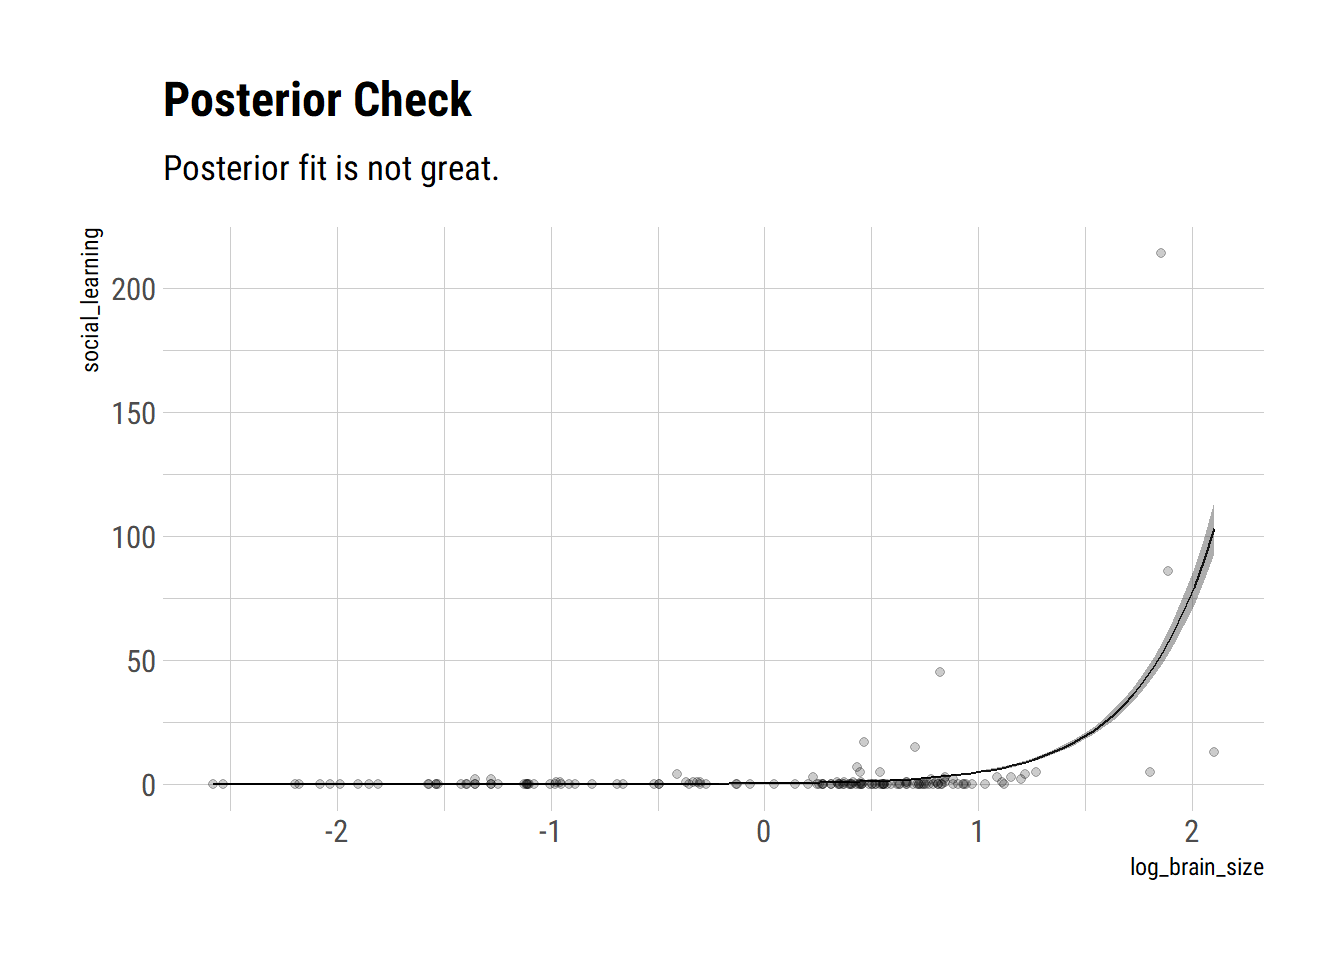 Posterior Check
Posterior fit is not great.
social_learning
200
150
100
50
0
-2
-1
0
1
2
log_brain_size